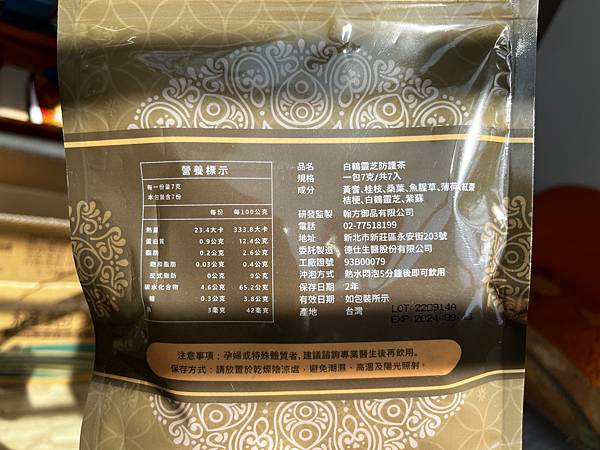 營養標示
每一份量7克
本包裝含7份
每份 每100公克
熱量 23.4大卡 333.8大卡
蛋白質 0.9公克 12.4公克
脂肪 0.2公克 2.6公克
飽和脂肪 0.03公克 0.4公克
反式脂肪 0公克 0公克
碳水化合物 4.6公克 65.2公克
糖 0.3公克 3.8公克
3毫克 42毫克
品名 白鶴靈芝防護茶
規格 一包7克/共7入
成分 黃耆、桂枝、桑葉、魚腥草、薄荷、
桔梗、白鶴靈芝、紫蘇
研發監製 翰方御品有限公司
電話 02-77518199
地址 新北市新莊區永安街203號
委託製造 德仕生醫股份有限公司
工廠證號 93B00079
沖泡方式 熱水悶泡5分鐘後即可飲用
保存日期 2年
有效日期 如包裝所示
產地 台灣
LOT: 220914A
EXP: 2024-09-
注意事項：孕婦或特殊體質者，建議諮詢專業醫生後再飲用。
保存方式：請放置於乾燥陰涼處，避免潮濕、高溫及陽光照射。